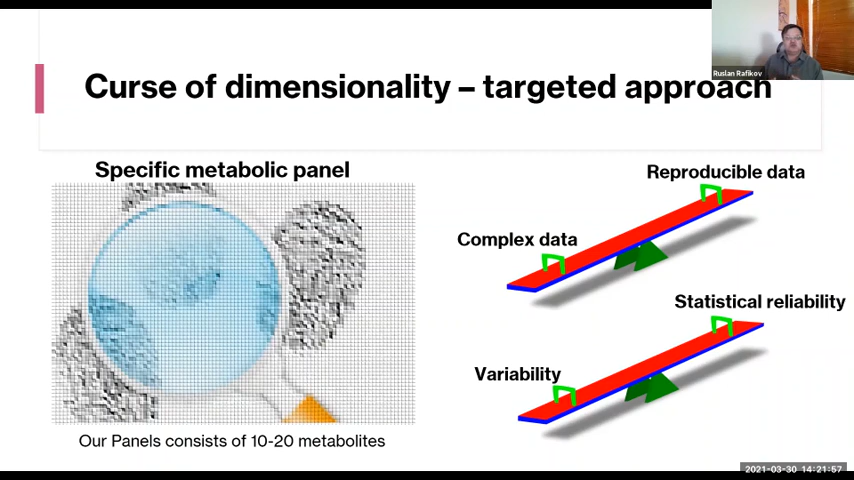 Ruslan Rafikov
Curse of dimensionality – targeted approach
Specific metabolic panel
Our Panels consists of 10-20 metabolites
Reproducible data
Complex data
Statistical reliability
Variability
2021-03-30 14:21:57